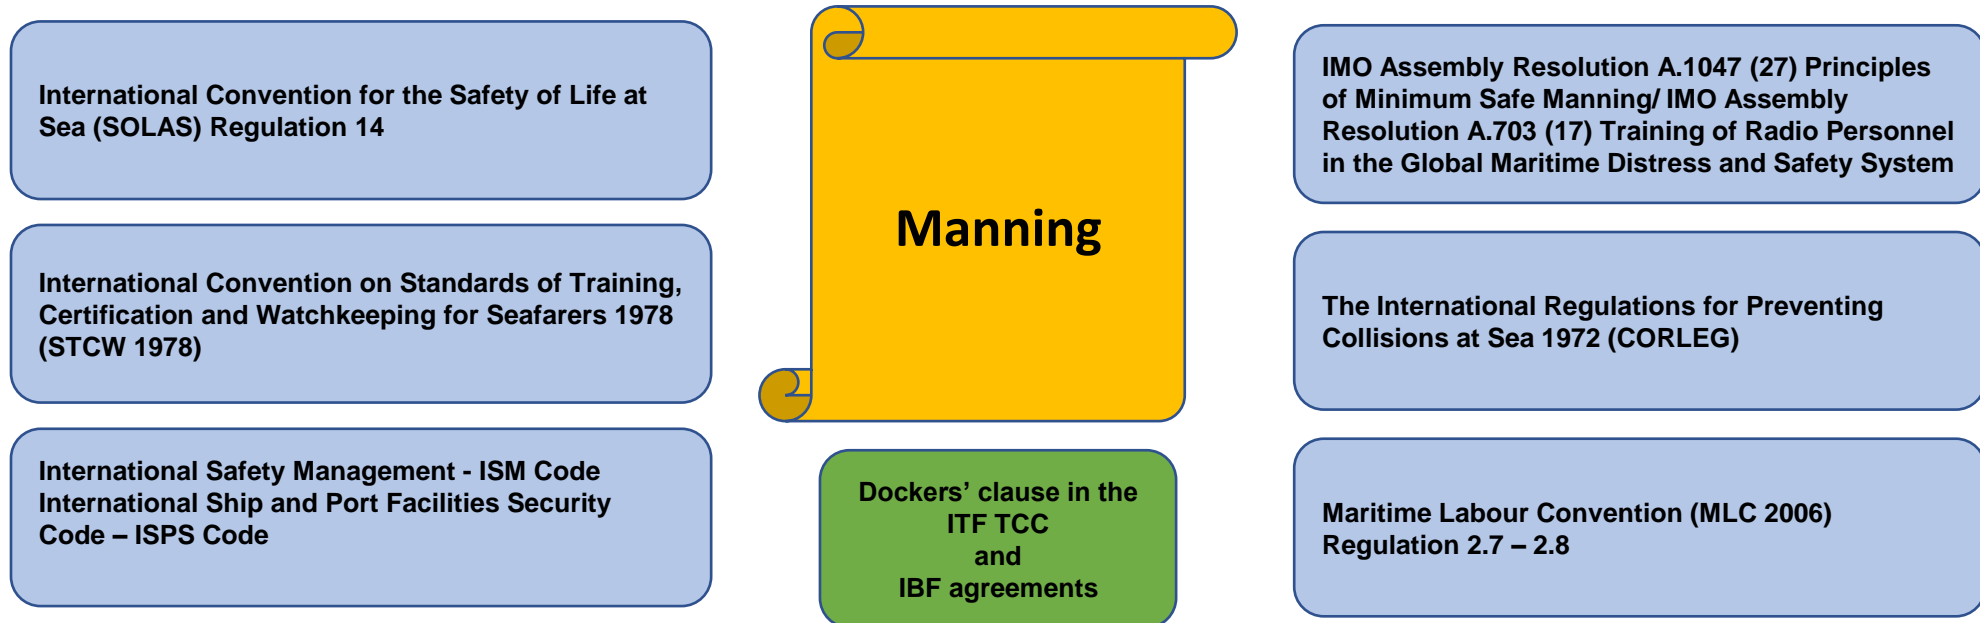 International Convention for the Safety of Life at
Sea (SOLAS) Regulation 14
International Convention on Standards of Training,
Certification and Watchkeeping for Seafarers 1978
(STCW 1978)
International Safety Management - ISM Code
International Ship and Port Facilities Security
Code – ISPS Code
Manning
Dockers’ clause in the
ITF TCC
and
IBF agreements
IMO Assembly Resolution A.1047 (27) Principles
of Minimum Safe Manning/ IMO Assembly
Resolution A.703 (17) Training of Radio Personnel
in the Global Maritime Distress and Safety System
The International Regulations for Preventing
Collisions at Sea 1972 (CORLEG)
Maritime Labour Convention (MLC 2006)
Regulation 2.7 – 2.8